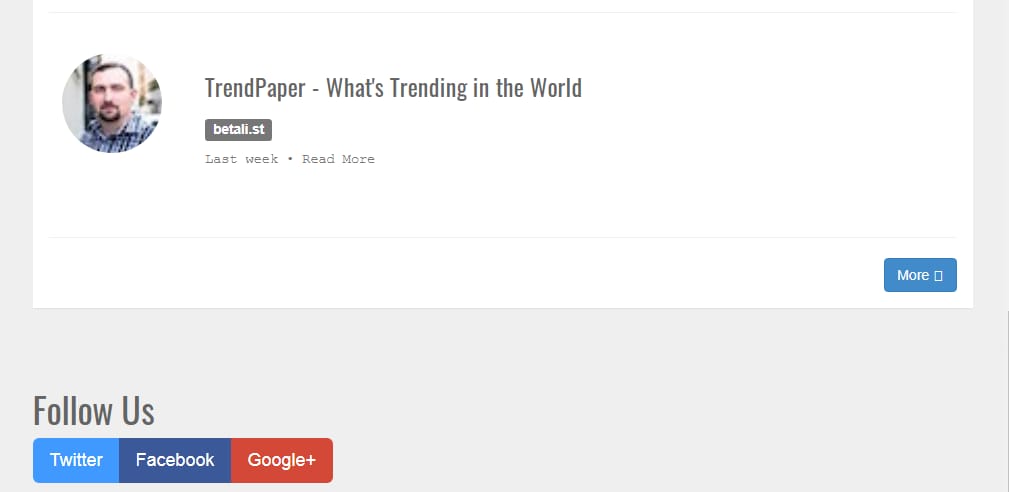 TrendPaper - What's Trending in the World
betali.st
Last week • Read More
More
Follow Us
Twitter Facebook Google+